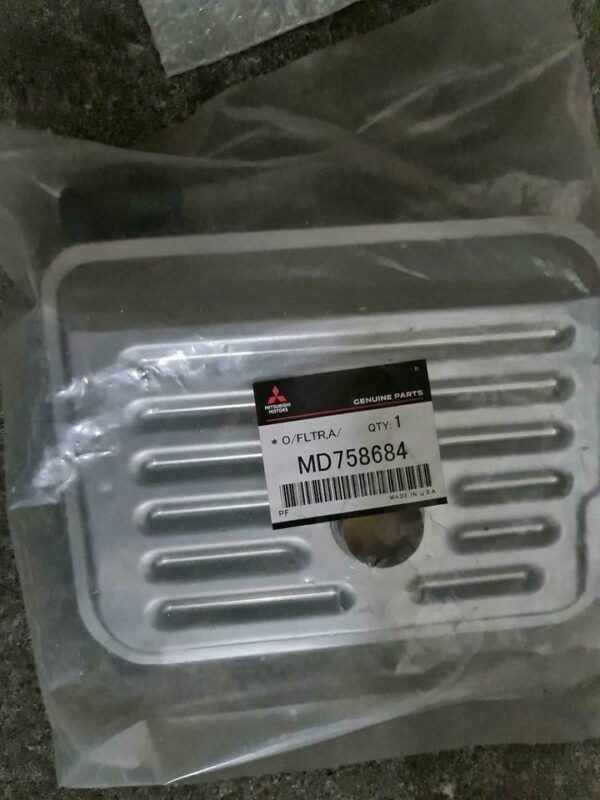 MITSUBISHI
MOTORS
GENUINE PARTS
* O/FLTR,A/ QTY: 1
MD758684
MADE IN U.S.A
PF